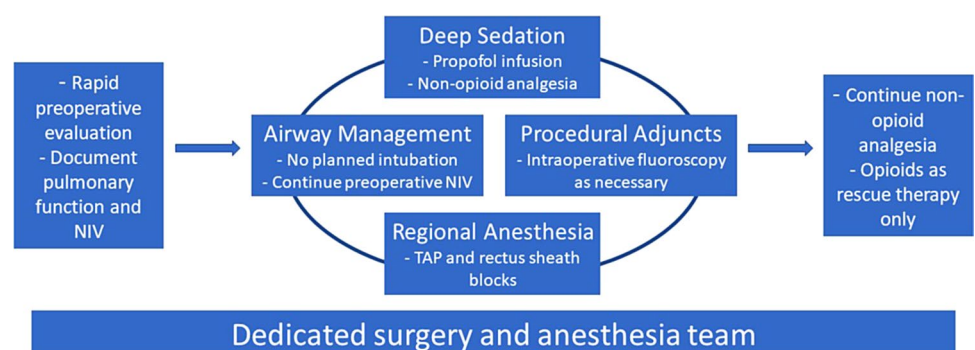 - Rapid
preoperative
evaluation
- Document
pulmonary
function and
NIV
Deep Sedation
- Propofol infusion
- Non-opioid analgesia
Airway Management
- No planned intubation
- Continue preoperative NIV
Procedural Adjuncts
- Intraoperative fluoroscopy
as necessary
Regional Anesthesia
- TAP and rectus sheath
blocks
- Continue non-
opioid
analgesia
- Opioids as
rescue therapy
only
Dedicated surgery and anesthesia team